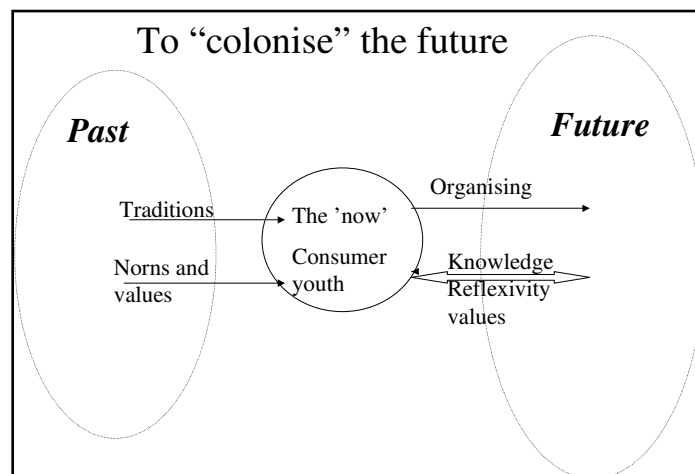 To “colonise” the future
Past
Future
Traditions
Norns and
values
The ’now’
Consumer
youth
Organising
Knowledge
Reflexivity
values